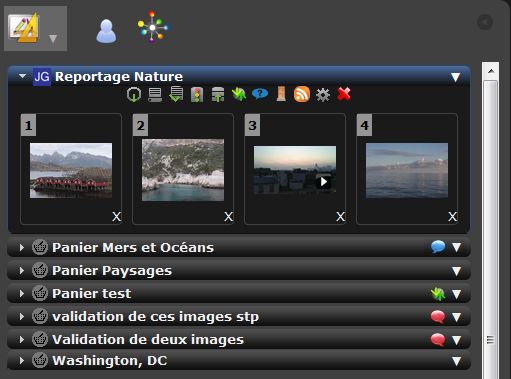 JG Reportage Nature
1 2 3 4
X X X X
Panier Mers et Océans
Panier Paysages
Panier test
validation de ces images stp
Validation de deux images
Washington, DC